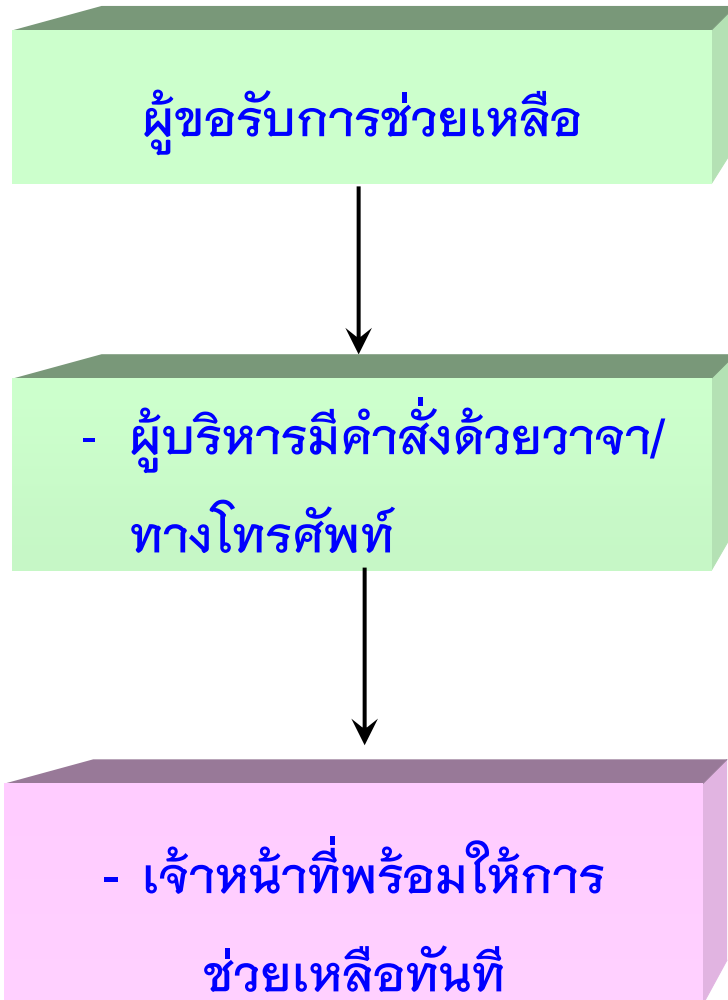 ผู้ขอรับการช่วยเหลือ
- ผู้บริหารมีคำสั่งด้วยวาจา/
ทางโทรศัพท์
- เจ้าหน้าที่พร้อมให้การ
ช่วยเหลือทันที